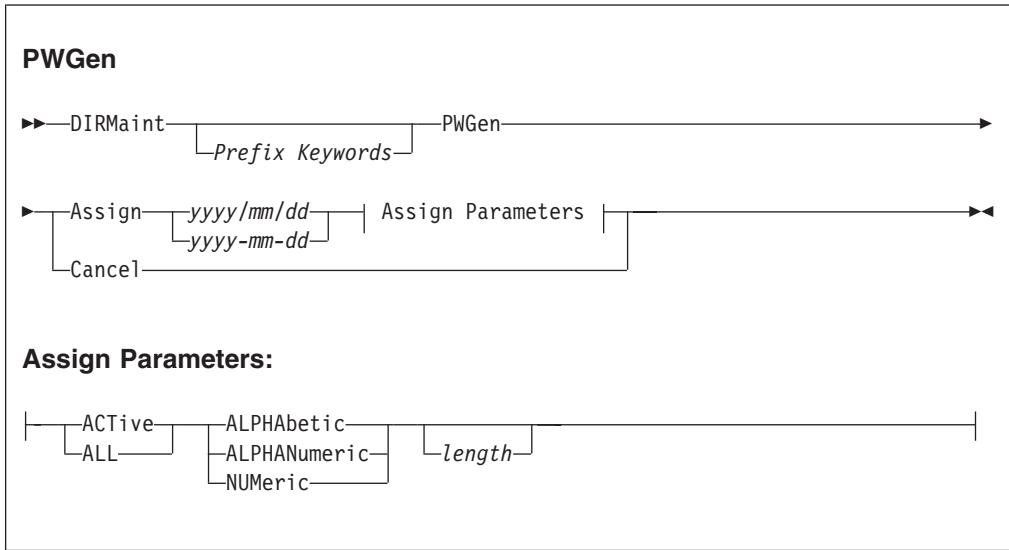 PWGen
DIRMaint PWGen
Prefix Keywords
Assign yyyy/mm/dd Assign Parameters
yyyy-mm-dd
Cancel
Assign Parameters:
ACTive ALPHAbetic
ALL ALPHANumeric length
NUMeric